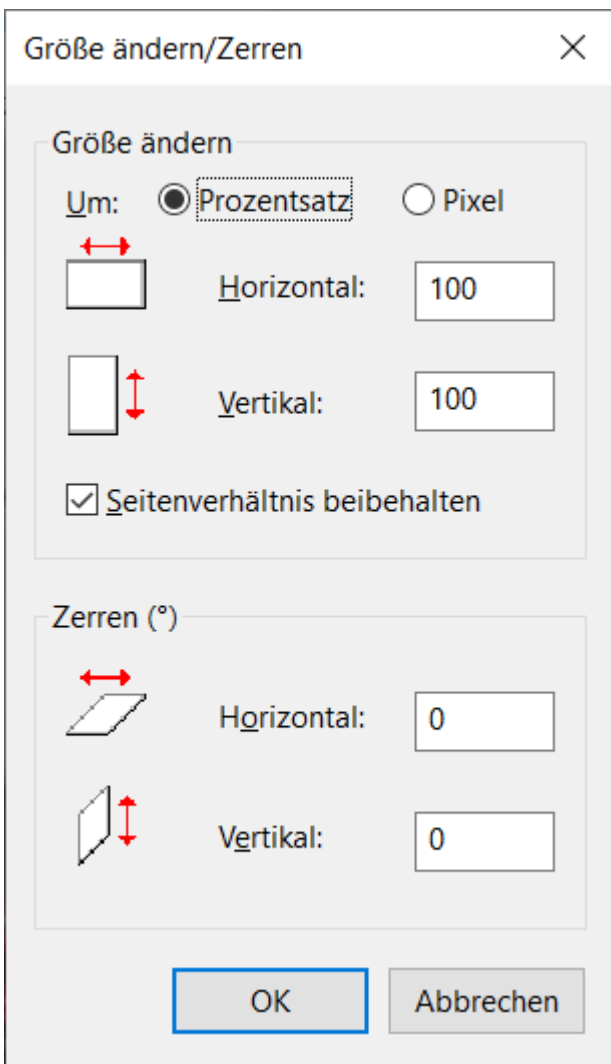 Größe ändern/Zerren
Größe ändern
Um: Prozentsatz Pixel
Horizontal: 100
Vertikal: 100
Seitenverhältnis beibehalten
Zerren (°)
Horizontal: 0
Vertikal: 0
OK Abbrechen